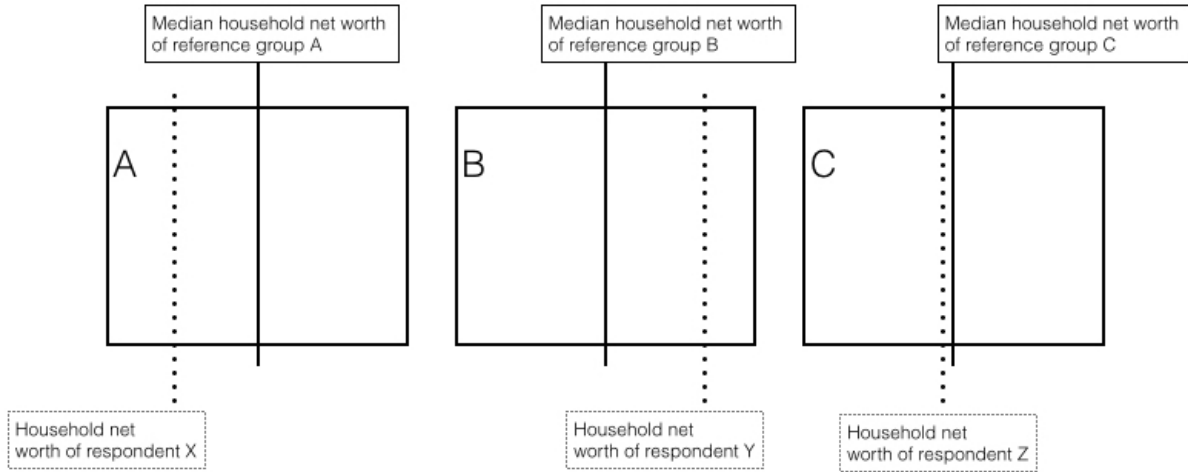 Median household net worth
of reference group A
Median household net worth
of reference group B
Median household net worth
of reference group C
A
B
C
Household net
worth of respondent X
Household net
worth of respondent Y
Household net
worth of respondent Z